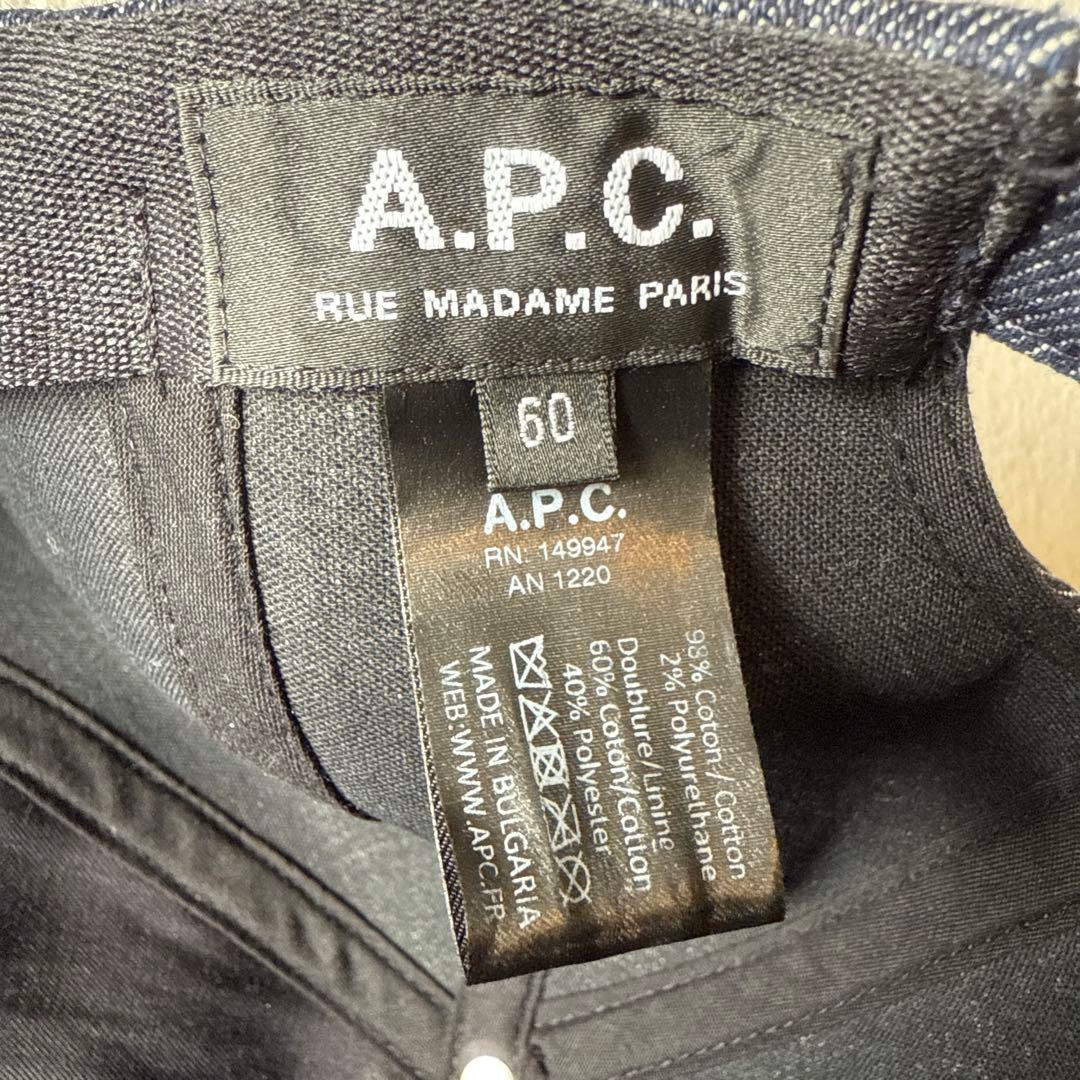 A.P.C.
RUE MADAME PARIS
60
A.P.C.
RN: 149947
AN 1220
98% Coton/Cotton
2% Polyurethane
Doublure/Lining
60% Coton/Cotton
40% Polyester
MADE IN BULGARIA
WEB:WWW.APC.FR